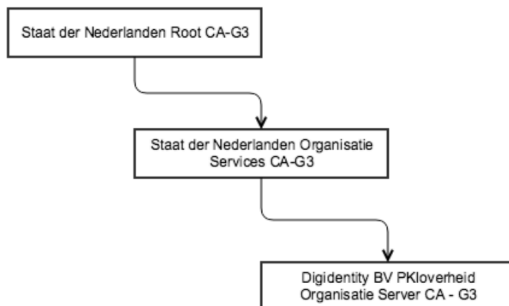 Staat der Nederlanden Root CA-G3
Staat der Nederlanden Organisatie
Services CA-G3
Digidentity BV PKIoverheid
Organisatie Server CA - G3